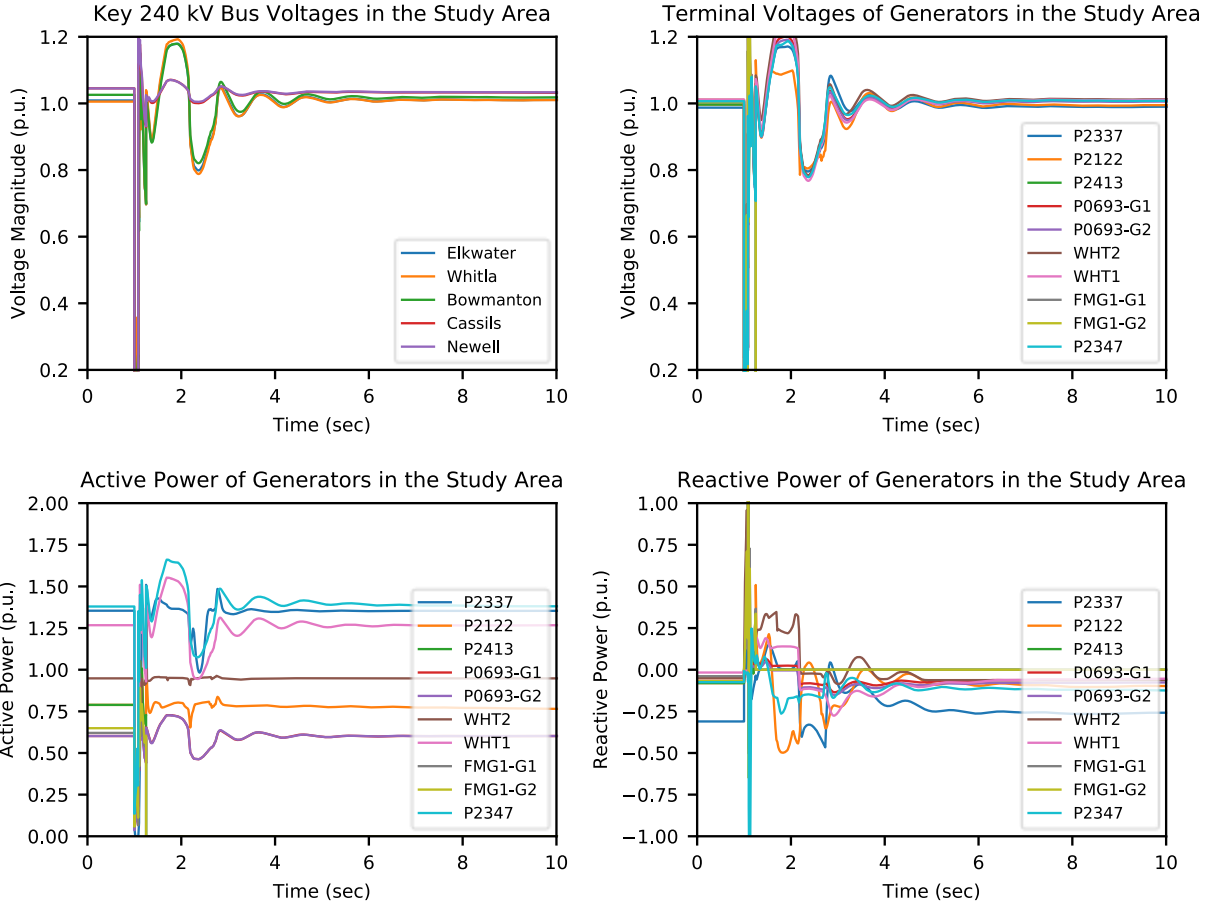 Key 240 kV Bus Voltages in the Study Area
1.2
1.0
0.8
0.6
0.4
0.2
Voltage Magnitude (p.u.)
Elkwater
Whitla
Bowmanton
Cassils
Newell
0 2 4 6 8 10
Time (sec)
Terminal Voltages of Generators in the Study Area
1.2
1.0
0.8
0.6
0.4
0.2
Voltage Magnitude (p.u.)
P2337
P2122
P2413
P0693-G1
P0693-G2
WHT2
WHT1
FMG1-G1
FMG1-G2
P2347
0 2 4 6 8 10
Time (sec)
Active Power of Generators in the Study Area
2.00
1.75
1.50
1.25
1.00
0.75
0.50
0.25
0.00
Active Power (p.u.)
P2337
P2122
P2413
P0693-G1
P0693-G2
WHT2
WHT1
FMG1-G1
FMG1-G2
P2347
0 2 4 6 8 10
Time (sec)
Reactive Power of Generators in the Study Area
1.00
0.75
0.50
0.25
0.00
−0.25
−0.50
−0.75
−1.00
Reactive Power (p.u.)
P2337
P2122
P2413
P0693-G1
P0693-G2
WHT2
WHT1
FMG1-G1
FMG1-G2
P2347
0 2 4 6 8 10
Time (sec)